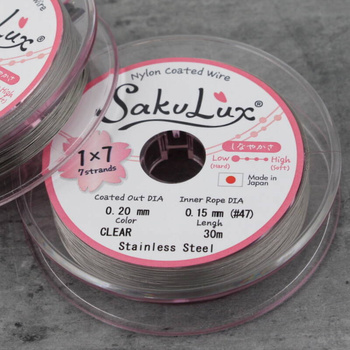 Nylon Coated Wire
SakuLux®
1×7
7strands
しなやかさ
Low High
(Hard) (Soft)
Made in
Japan
Coated Out DIA Inner Rope DIA
0.20 mm 0.15 mm (#47)
Color Lengh
CLEAR 30m
Stainless Steel